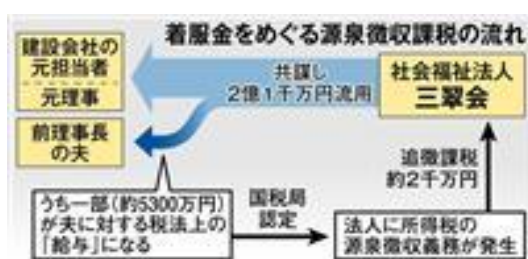 着服金をめぐる源泉徴収課税の流れ
建設会社の
元担当者
元理事
前理事長
の夫
共謀し
2億1千万円流用
社会福祉法人
三翠会
追徴課税
約2千万円
うち一部(約5300万円)
が夫に対する税法上の
「給与」になる
国税局
認定
法人に所得税の
源泉徴収義務が発生